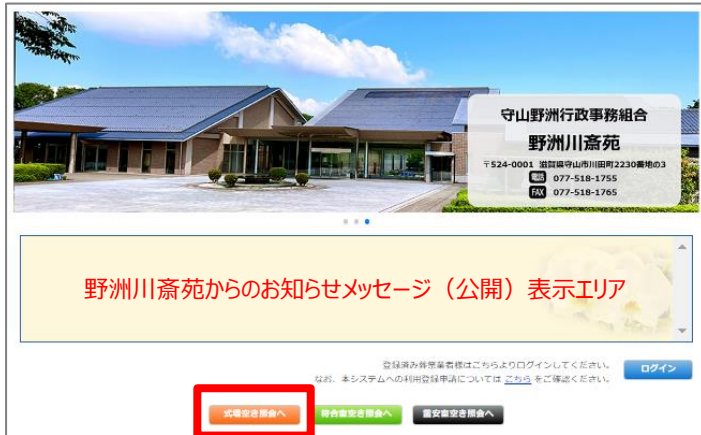 守山野洲行政事務組合
野洲川斎苑
〒524-0001 滋賀県守山市川田町2230番地の3
電話 077-518-1755
FAX 077-518-1765
野洲川斎苑からのお知らせメッセージ（公開）表示エリア
登録済み葬祭業者様はこちらよりログインしてください。
ログイン
なお、本システムへの利用登録申請については こちら をご確認ください。
式場空き照会へ
待合室空き照会へ
霊安室空き照会へ